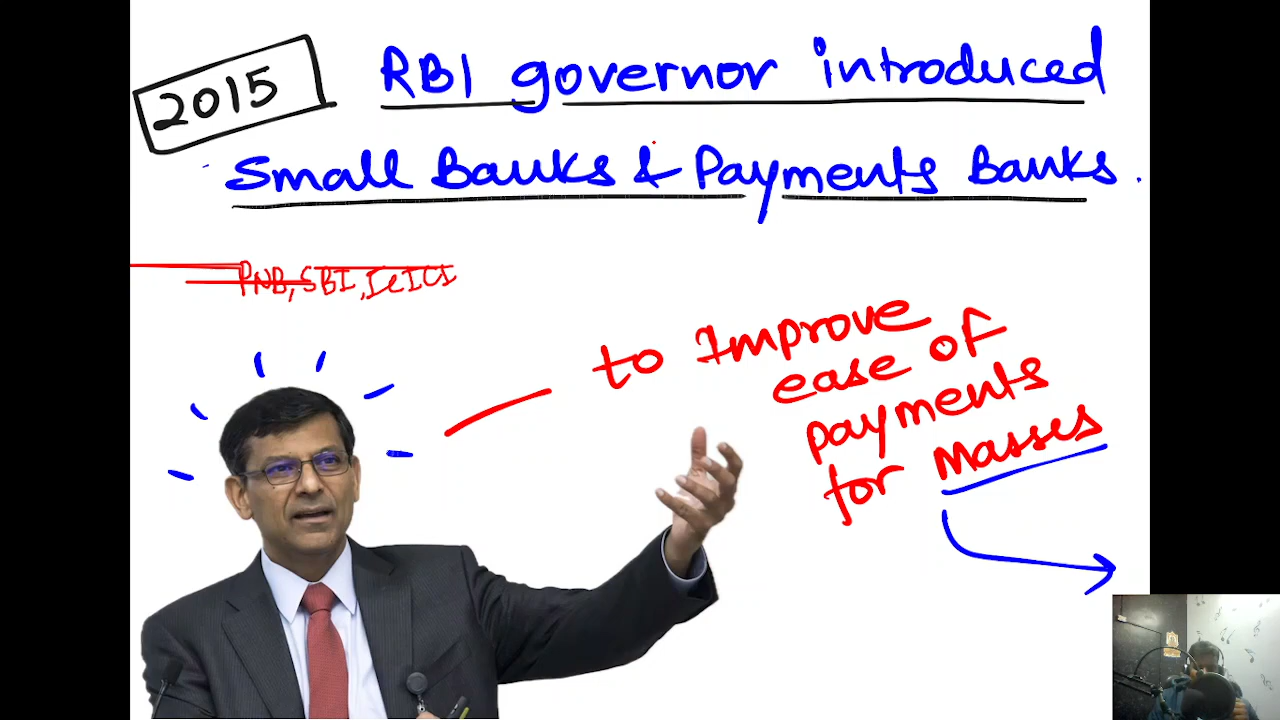 2015
RBI governor introduced
Small Banks & Payments Banks.
PNB, SBI, ICICI
to Improve
ease of
payments
for Masses